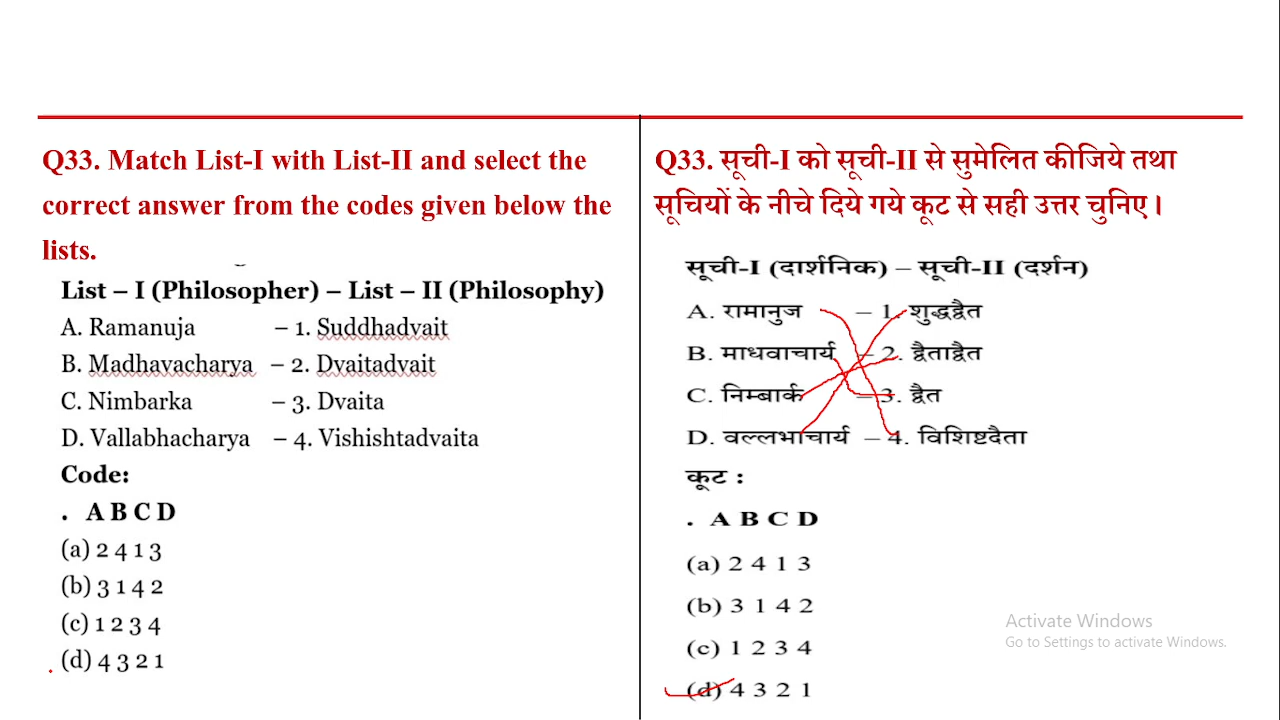 Q33. Match List-I with List-II and select the
correct answer from the codes given below the
lists.
List – I (Philosopher) – List – II (Philosophy)
A. Ramanuja – 1. Suddhadvait
B. Madhavacharya – 2. Dvaitadvait
C. Nimbarka – 3. Dvaita
D. Vallabhacharya – 4. Vishishtadvaita
Code:
. A B C D
(a) 2 4 1 3
(b) 3 1 4 2
(c) 1 2 3 4
(d) 4 3 2 1
Q33. सूची-I को सूची-II से सुमेलित कीजिये तथा
सूचियों के नीचे दिये गये कूट से सही उत्तर चुनिए।
सूची-I (दार्शनिक) – सूची-II (दर्शन)
A. रामानुज – 1. शुद्धद्वैत
B. माधवाचार्य – 2. द्वैताद्वैत
C. निम्बार्क – 3. द्वैत
D. वल्लभाचार्य – 4. विशिष्टदैता
कूट :
. A B C D
(a) 2 4 1 3
(b) 3 1 4 2
(c) 1 2 3 4
(d) 4 3 2 1
Activate Windows
Go to Settings to activate Windows.